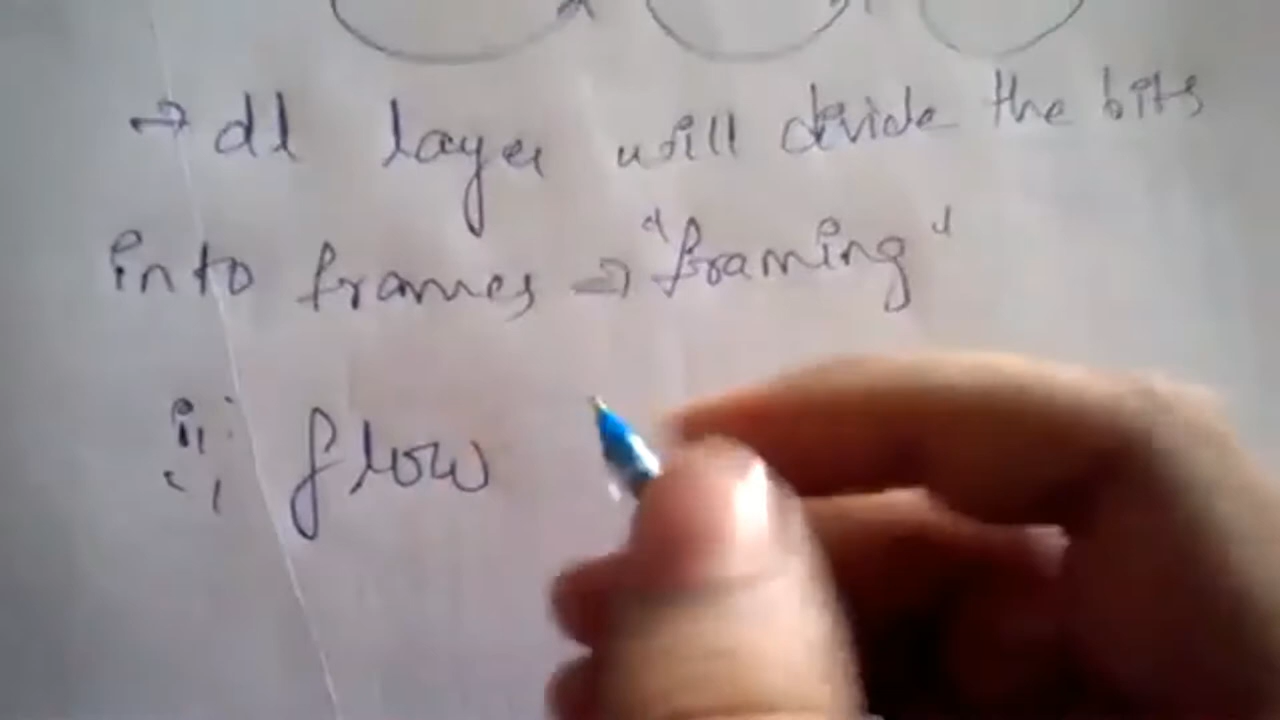 → dl layer will divide the bits
into frames → "framing"
ii, flow